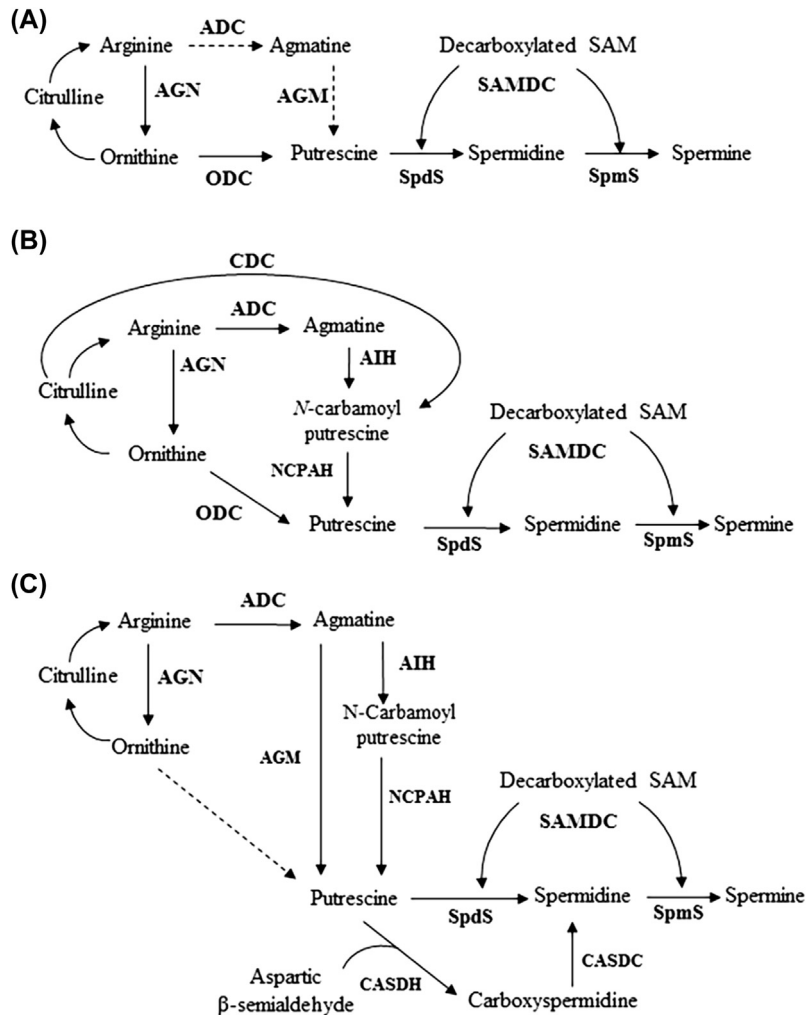 (A)
ADC
Arginine
Agmatine
Decarboxylated SAM
SAMDC
Citrulline
AGN
AGM
Ornithine
Putrescine
Spermidine
Spermine
ODC
SpdS
SpmS
(B)
CDC
ADC
Arginine
Agmatine
AGN
AIH
Citrulline
N-carbamoyl
putrescine
Decarboxylated SAM
SAMDC
Ornithine
NCPAH
ODC
Putrescine
Spermidine
Spermine
SpdS
SpmS
(C)
ADC
Arginine
Agmatine
AIH
Citrulline
AGN
N-Carbamoyl
putrescine
Ornithine
AGM
NCPAH
Decarboxylated SAM
SAMDC
Putrescine
Spermidine
Spermine
SpdS
SpmS
Aspartic
β-semialdehyde
CASDH
CASDC
Carboxyspermidine